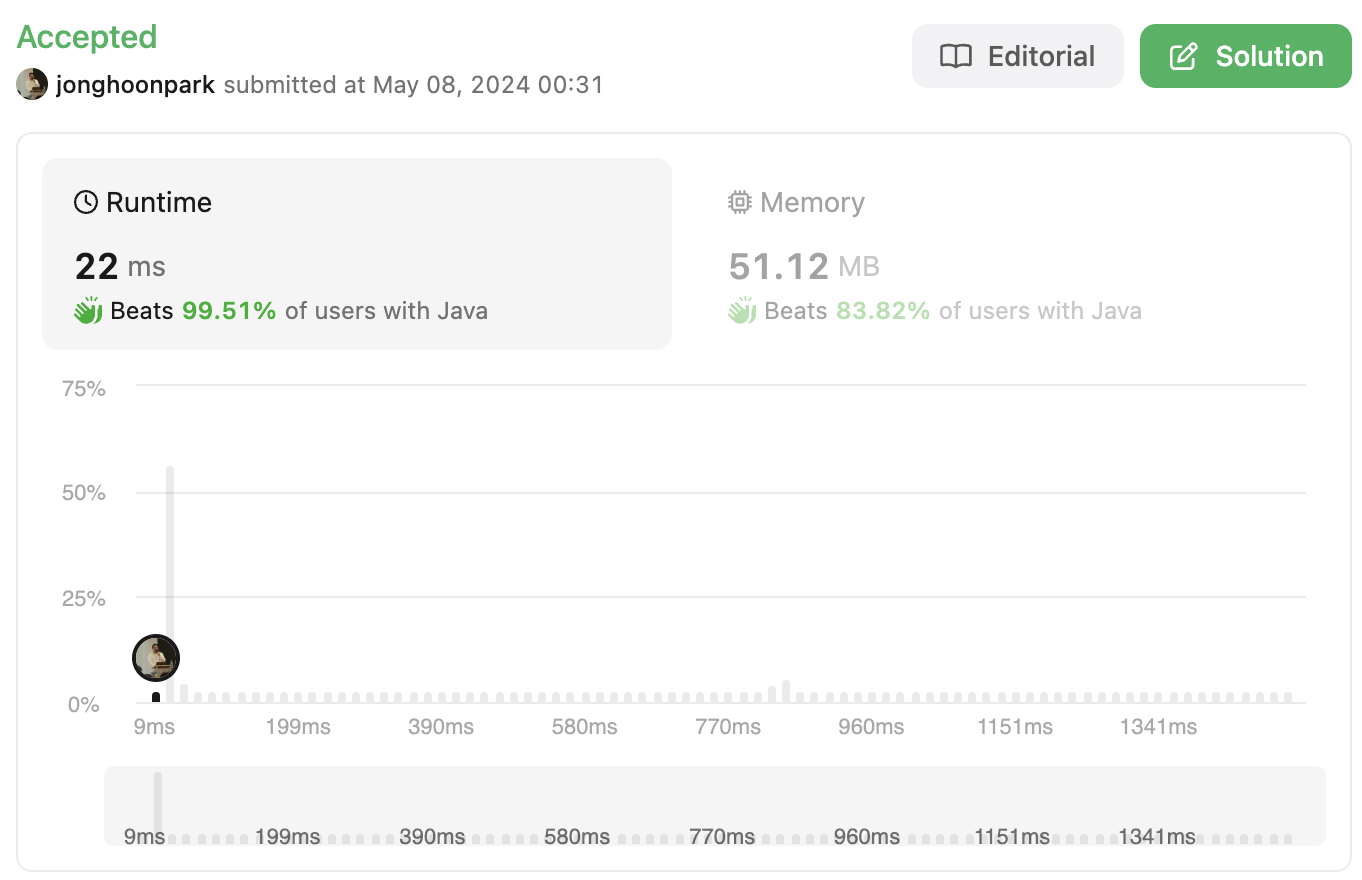 Accepted
jonghoonpark submitted at May 08, 2024 00:31
Editorial
Solution
Runtime
22 ms
Beats 99.51% of users with Java
Memory
51.12 MB
Beats 83.82% of users with Java
75%
50%
25%
0%
9ms 199ms 390ms 580ms 770ms 960ms 1151ms 1341ms
9ms 199ms 390ms 580ms 770ms 960ms 1151ms 1341ms